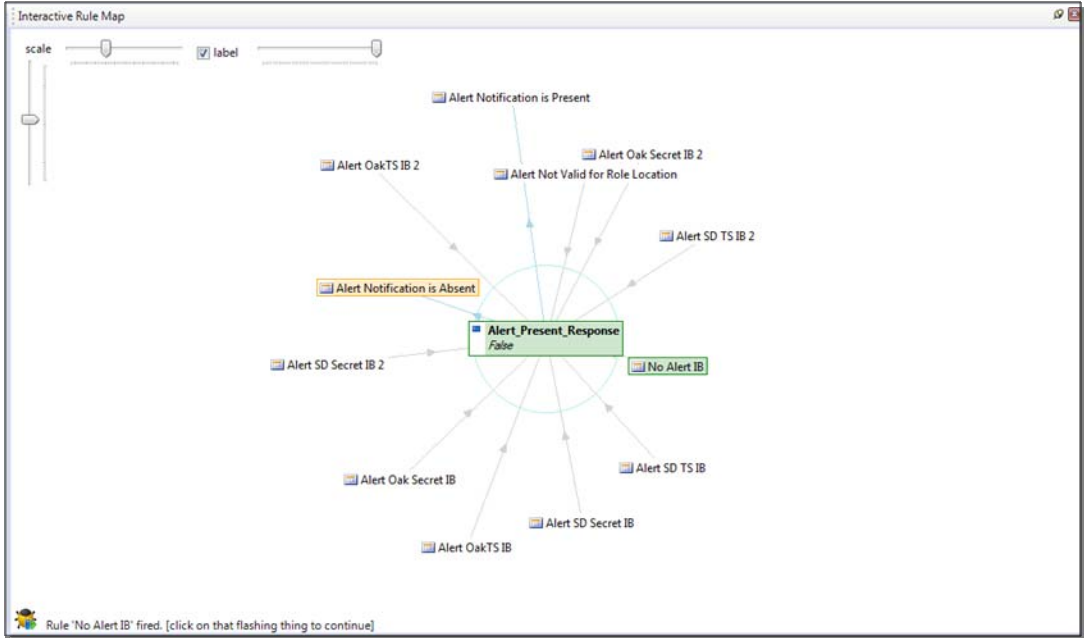 Interactive Rule Map
scale
label
Alert Notification is Present
Alert Oak Secret IB 2
Alert OakTS IB 2
Alert Not Valid for Role Location
Alert SD TS IB 2
Alert Notification is Absent
Alert_Present_Response
False
Alert SD Secret IB 2
No Alert IB
Alert SD TS IB
Alert Oak Secret IB
Alert SD Secret IB
Alert OakTS IB
Rule 'No Alert IB' fired. [click on that flashing thing to continue]